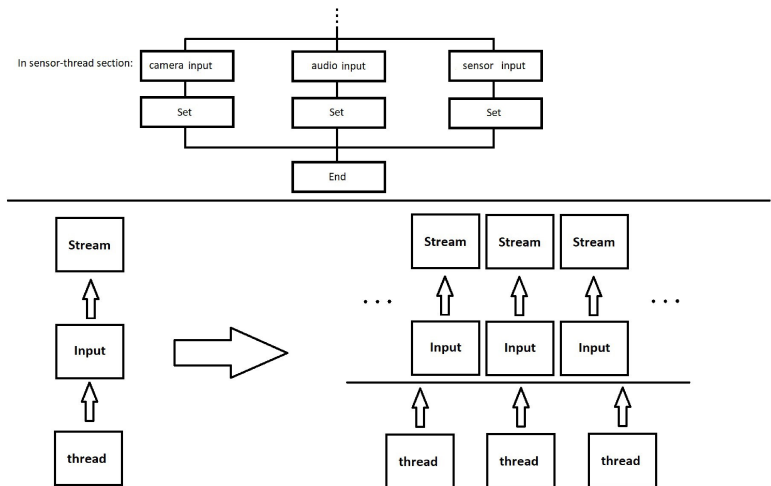 In sensor-thread section:
camera input
audio input
sensor input
Set
Set
Set
End
Stream
Input
thread
Stream
Stream
Stream
...
...
Input
Input
Input
thread
thread
thread